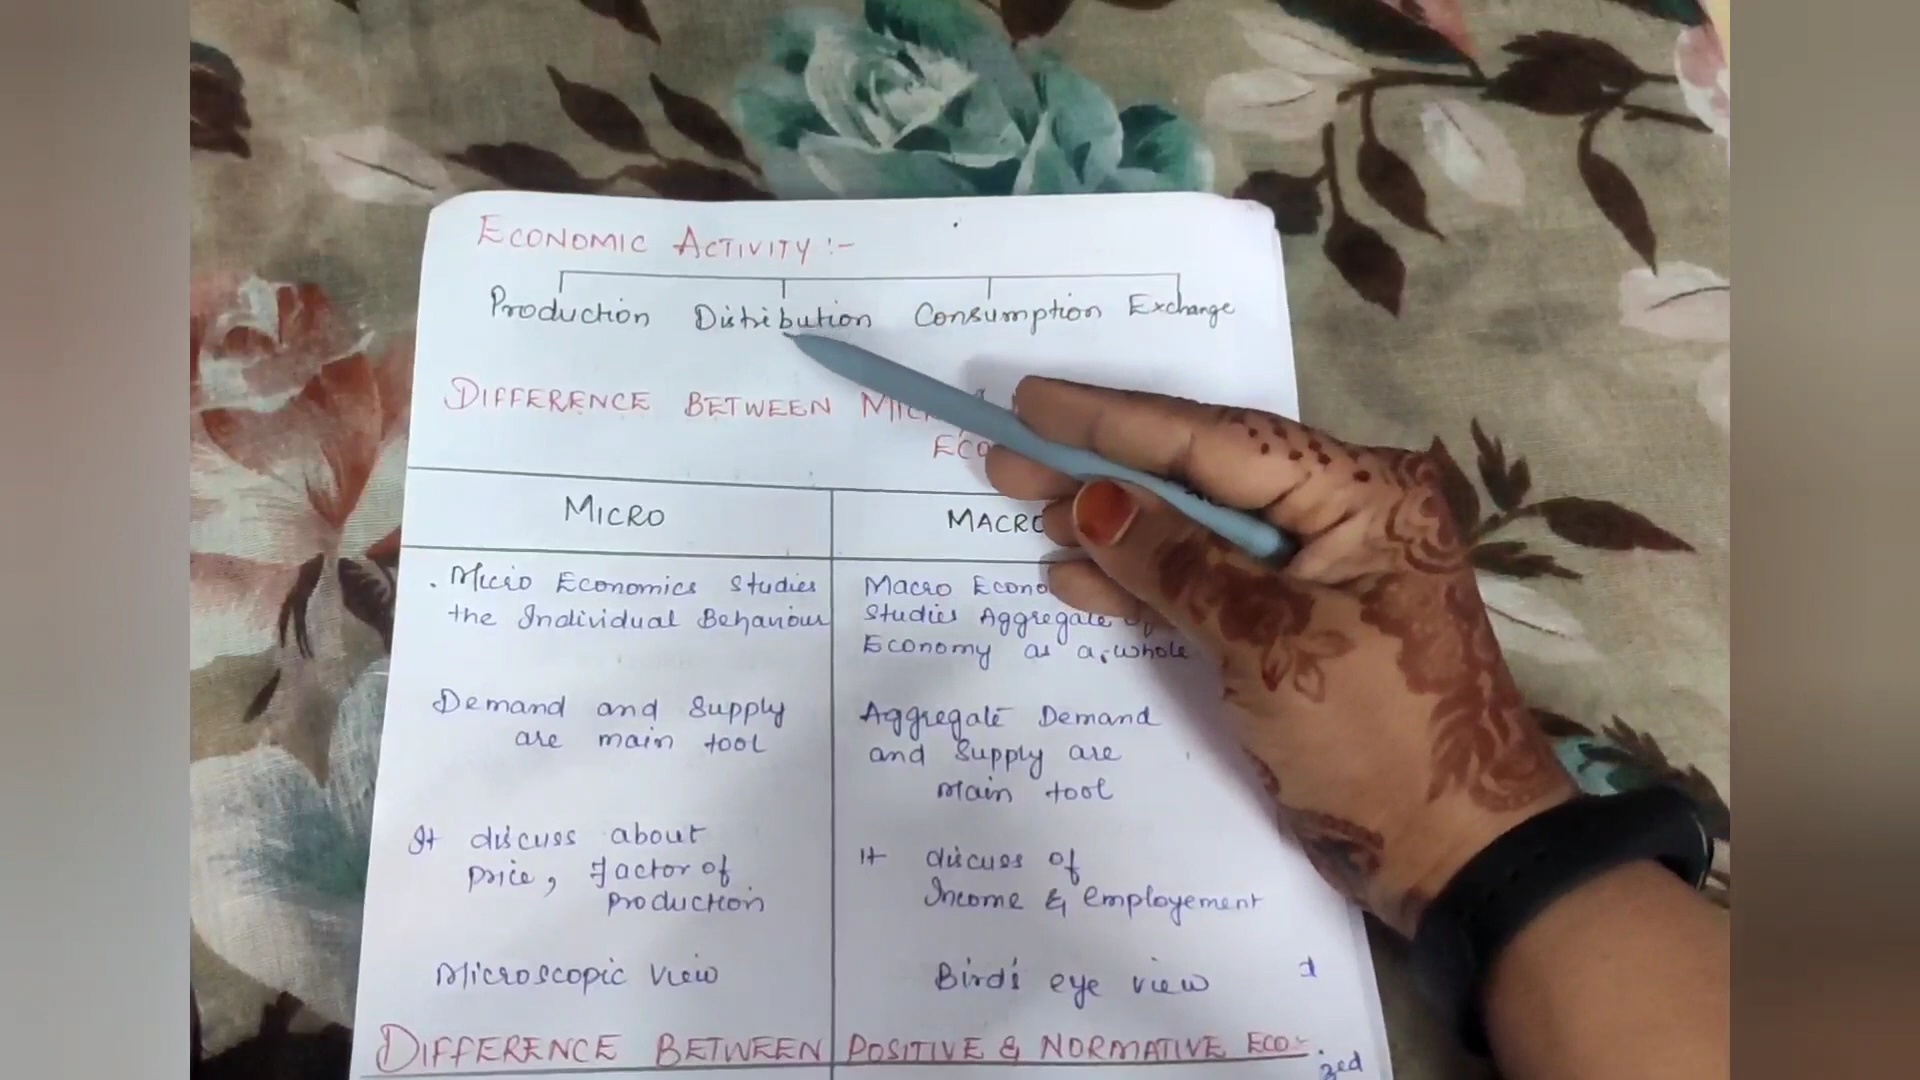 ECONOMIC ACTIVITY :-
Production Distribution Consumption Exchange
DIFFERENCE BETWEEN
MICRO
MACRO
. Micro Economics Studies
the Individual Behaviour
Macro
Studies Aggregate
Economy as a whole
Demand and Supply
are main tool
Aggregate Demand
and Supply are
main tool
It discuss about
price, Factor of
Production
It discuss of
Income & employement
Microscopic view
Bird's eye view
DIFFERENCE BETWEEN POSITIVE & NORMATIVE ECO